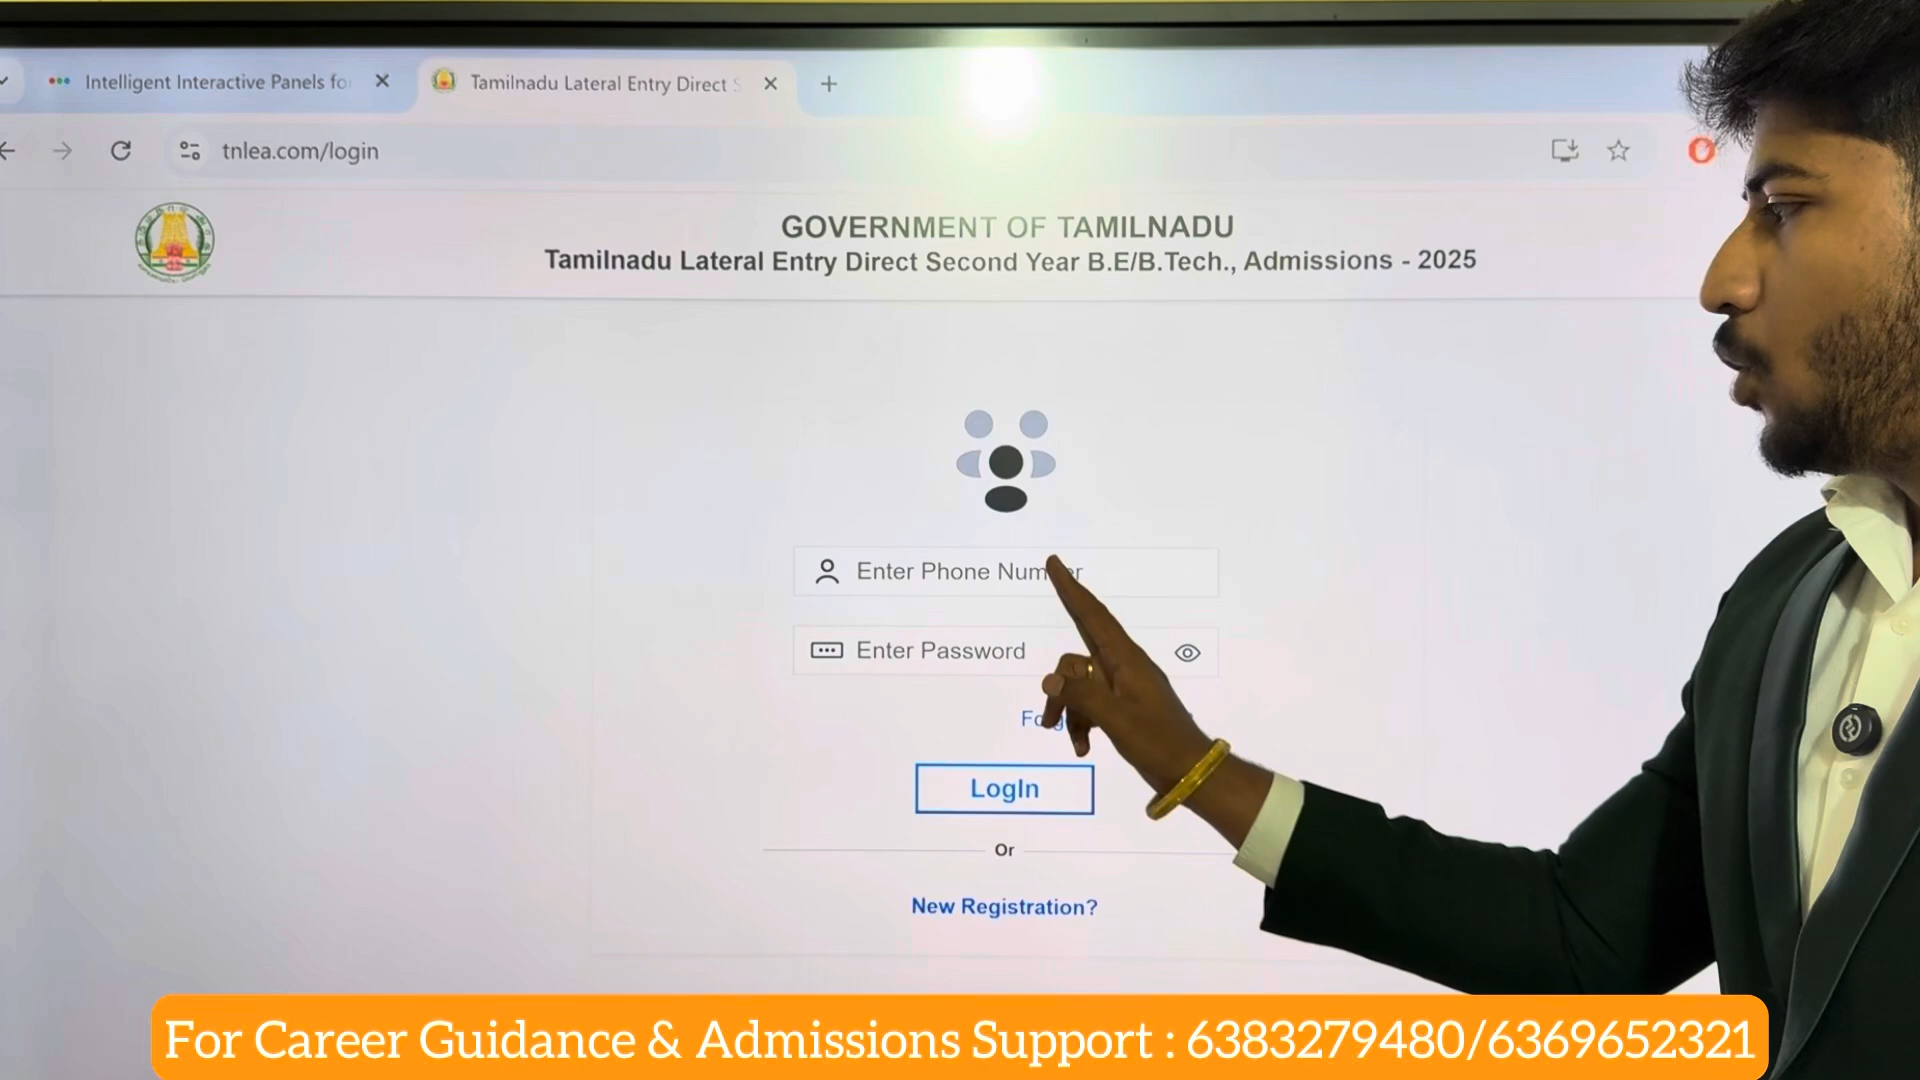 Intelligent Interactive Panels fo
Tamilnadu Lateral Entry Direct S
tnlea.com/login
GOVERNMENT OF TAMILNADU
Tamilnadu Lateral Entry Direct Second Year B.E/B.Tech., Admissions - 2025
Enter Phone Number
Enter Password
LogIn
Or
New Registration?
For Career Guidance & Admissions Support : 6383279480/6369652321